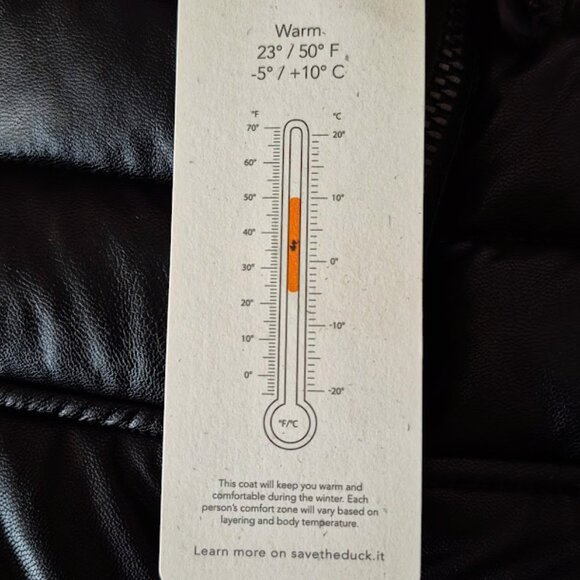 Warm
23° / 50° F
-5° / +10° C
°F °C
70° 20°
60°
50° 10°
40°
30° 0°
20°
10° -10°
0° -20°
°F/°C
This coat will keep you warm and
comfortable during the winter. Each
person's comfort zone will vary based on
layering and body temperature.
Learn more on savetheduck.it